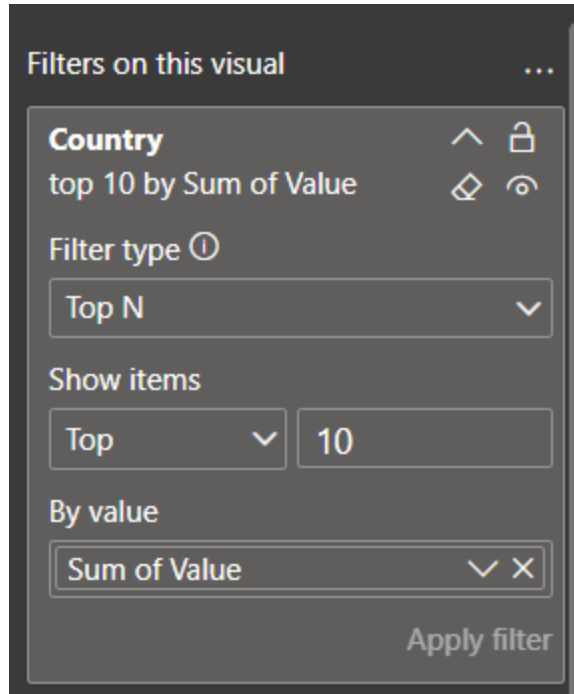 Filters on this visual
Country
top 10 by Sum of Value
Filter type
Top N
Show items
Top 10
By value
Sum of Value
Apply filter